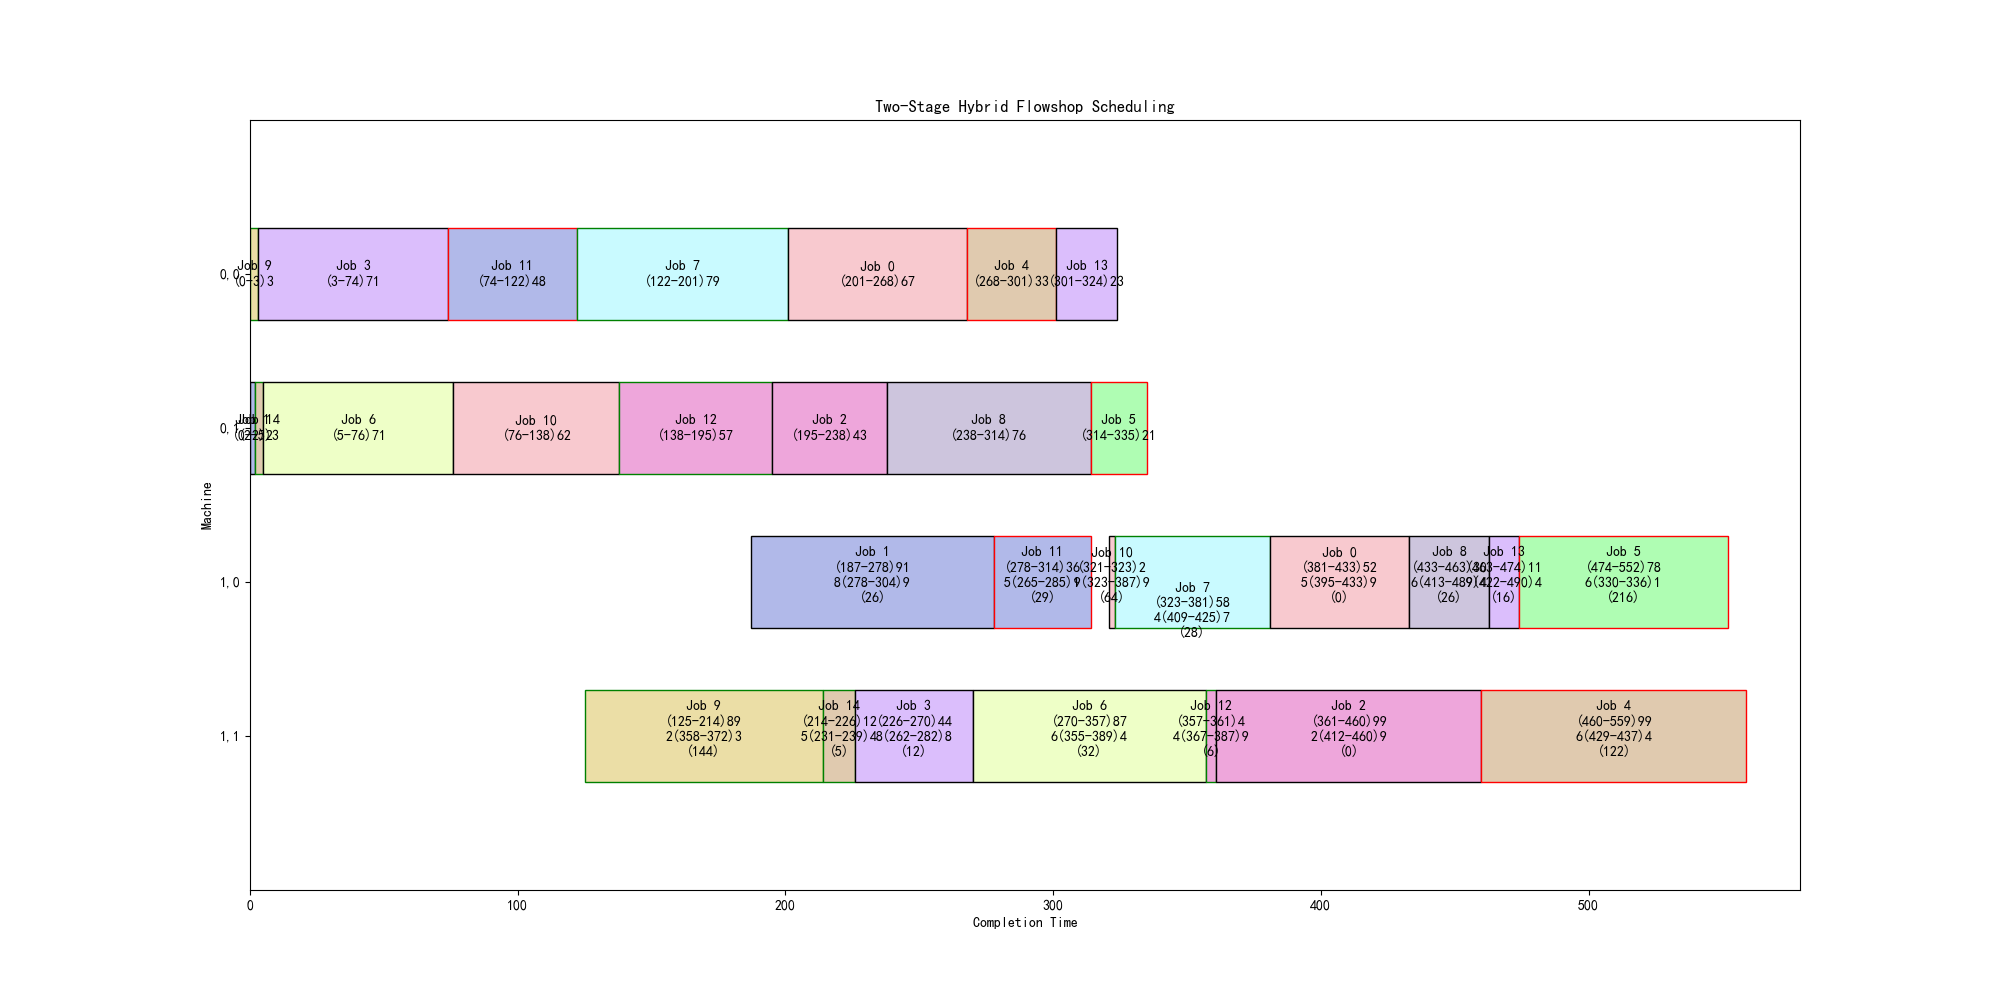 Two-Stage Hybrid Flowshop Scheduling
Machine
0,0
Job 9
(0-3)3
Job 3
(3-74)71
Job 11
(74-122)48
Job 7
(122-201)79
Job 0
(201-268)67
Job 4
(268-301)33
Job 13
(301-324)23
0,1
Job 14
Job 6
(5-76)71
Job 10
(76-138)62
Job 12
(138-195)57
Job 2
(195-238)43
Job 8
(238-314)76
Job 5
(314-335)21
1,0
Job 1
(187-278)91
8(278-304)9
(26)
Job 11
(278-314)36
5(265-285)9
(29)
Job 10
(321-323)2
(323-387)9
(64)
Job 7
(323-381)58
4(409-425)7
(28)
Job 0
(381-433)52
5(395-433)9
(0)
Job 8
(433-463)30
6(413-489)4
(26)
Job 13
(463-474)11
(422-490)4
(16)
Job 5
(474-552)78
6(330-336)1
(216)
1,1
Job 9
(125-214)89
2(358-372)3
(144)
Job 14
(214-226)12
5(231-239)4
(5)
Job 3
(226-270)44
8(262-282)8
(12)
Job 6
(270-357)87
6(355-389)4
(32)
Job 12
(357-361)4
4(367-387)9
(6)
Job 2
(361-460)99
2(412-460)9
(0)
Job 4
(460-559)99
6(429-437)4
(122)
0
100
200
300
400
500
Completion Time